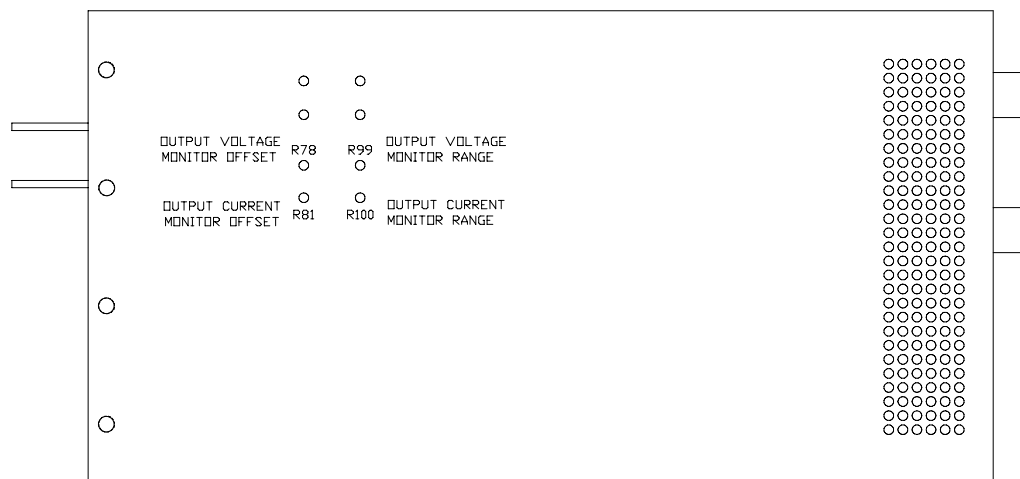 OUTPUT VOLTAGE
MONITOR OFFSET
R78
R99
OUTPUT VOLTAGE
MONITOR RANGE
OUTPUT CURRENT
MONITOR OFFSET
R81
R100
OUTPUT CURRENT
MONITOR RANGE